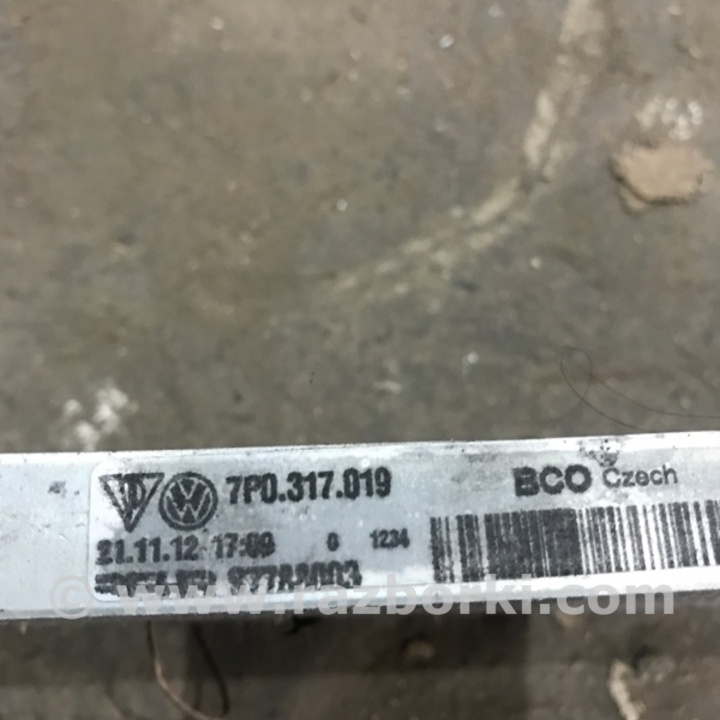 7P0.317.019
BCO Czech
21.11.12 17:09 0 1234
© www.razborki.com